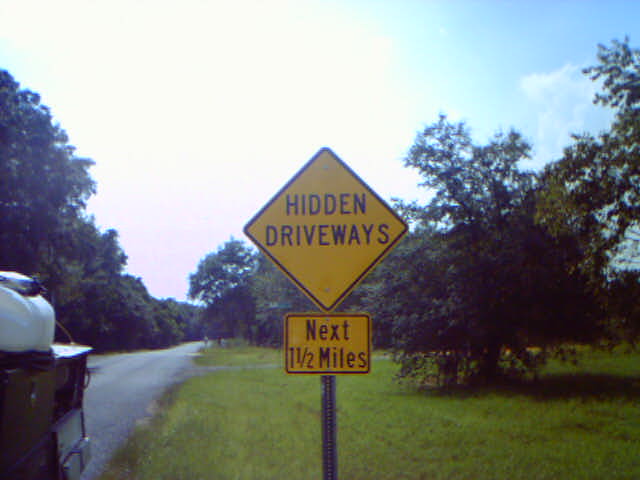 HIDDEN
DRIVEWAYS
Next
1½ Miles